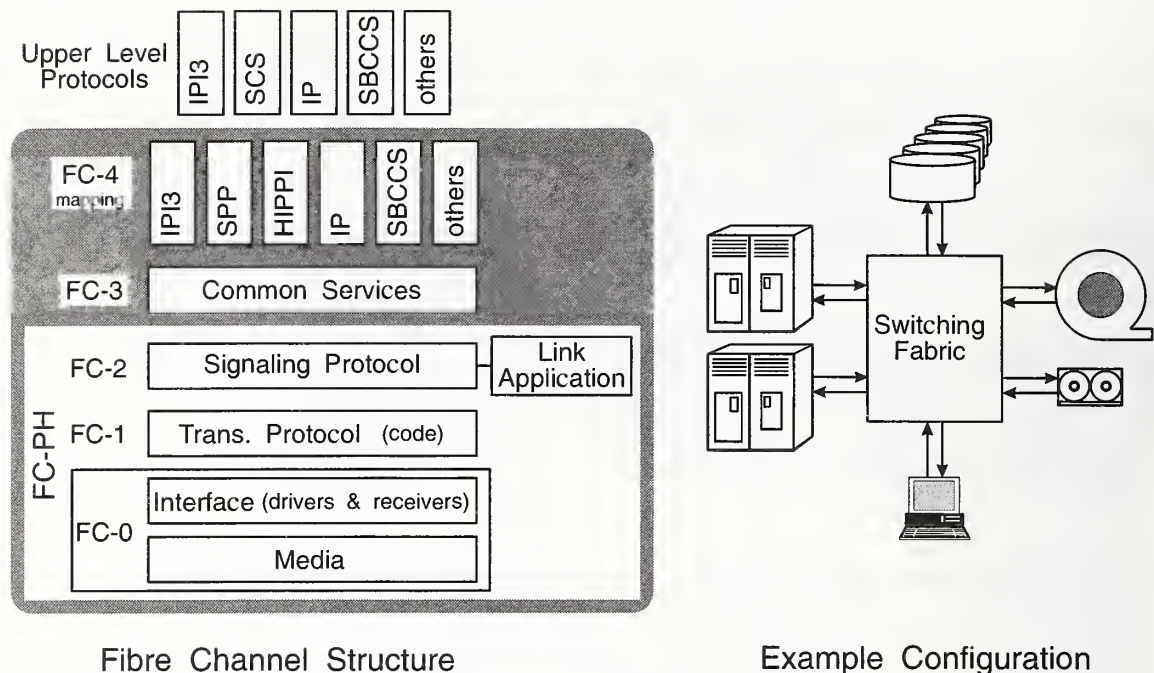 Upper Level
Protocols
IPI3
SCS
IP
SBCCS
others
FC-4
mapping
IPI3
SPP
HIPPI
IP
SBCCS
others
FC-3
Common Services
FC-PH
FC-2
Signaling Protocol
Link
Application
FC-1
Trans. Protocol (code)
FC-0
Interface (drivers & receivers)
Media
Fibre Channel Structure
Switching
Fabric
Example Configuration